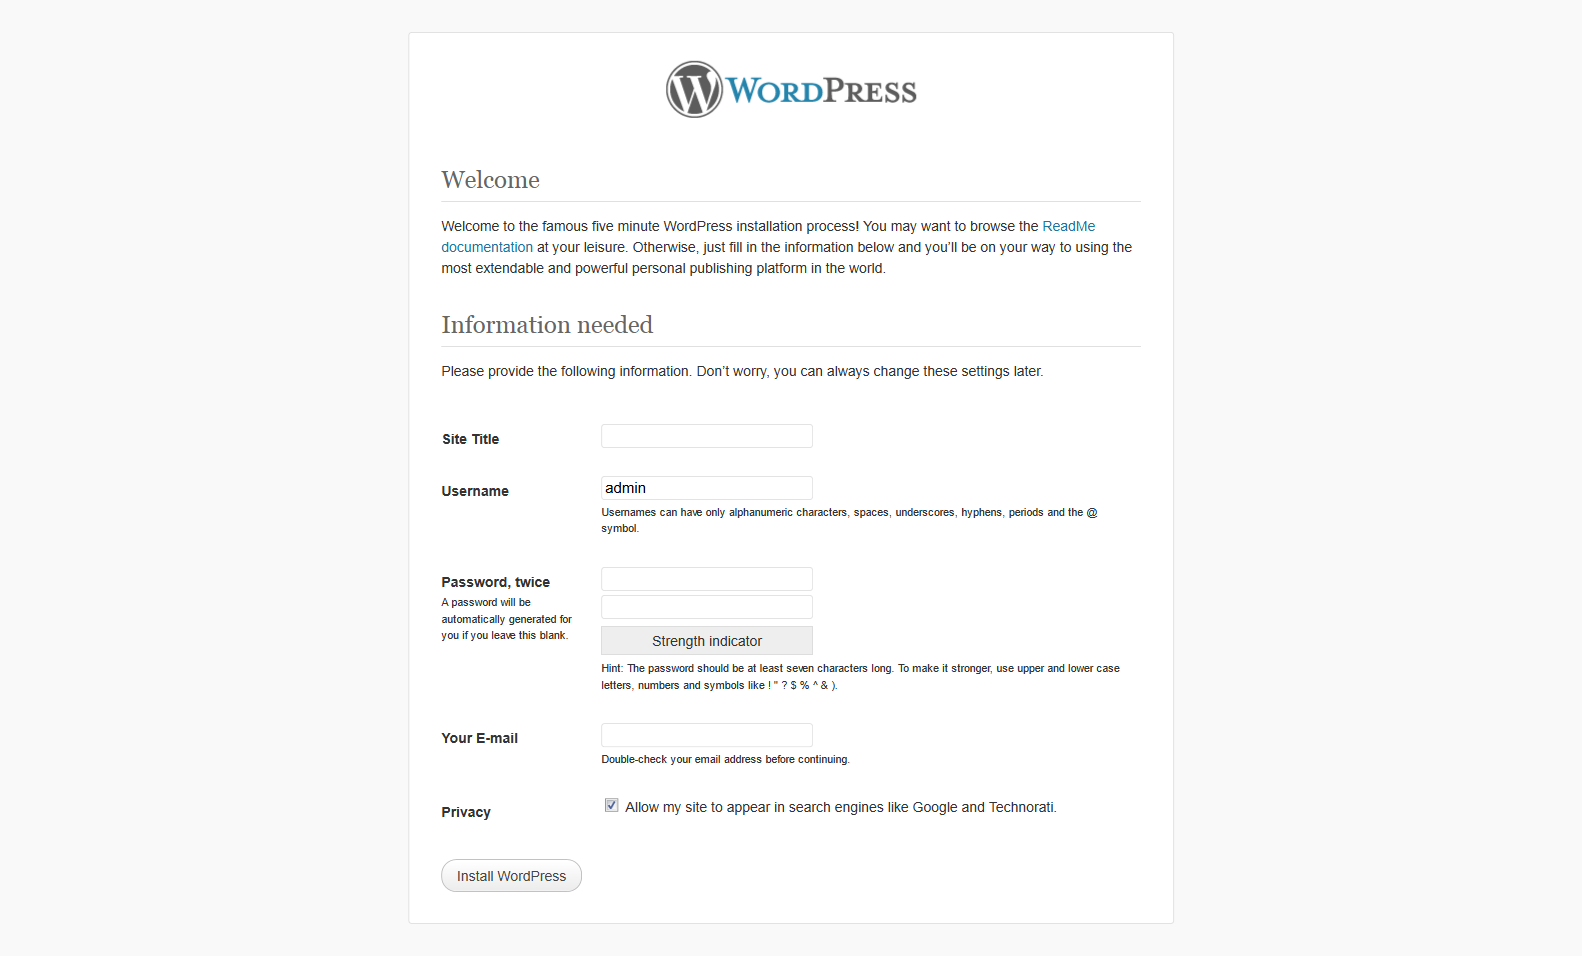 WORDPRESS
Welcome
Welcome to the famous five minute WordPress installation process! You may want to browse the ReadMe
documentation at your leisure. Otherwise, just fill in the information below and you’ll be on your way to using the
most extendable and powerful personal publishing platform in the world.
Information needed
Please provide the following information. Don’t worry, you can always change these settings later.
Site Title
Username
admin
Usernames can have only alphanumeric characters, spaces, underscores, hyphens, periods and the @
symbol.
Password, twice
A password will be
automatically generated for
you if you leave this blank.
Strength indicator
Hint: The password should be at least seven characters long. To make it stronger, use upper and lower case
letters, numbers and symbols like ! " ? $ % ^ & ).
Your E-mail
Double-check your email address before continuing.
Privacy
Allow my site to appear in search engines like Google and Technorati.
Install WordPress